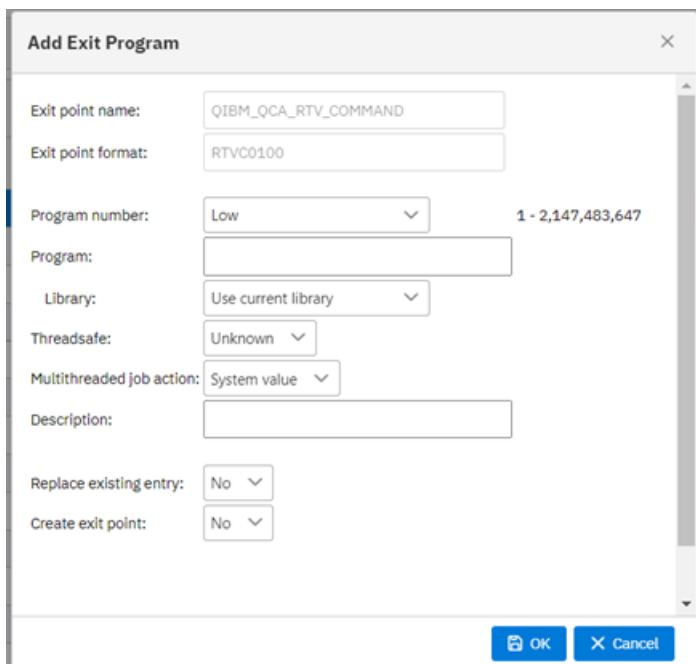 Add Exit Program
Exit point name: QIBM_QCA_RTV_COMMAND
Exit point format: RTVC0100
Program number: Low 1 - 2,147,483,647
Program:
Library: Use current library
Threadsafe: Unknown
Multithreaded job action: System value
Description:
Replace existing entry: No
Create exit point: No
OK Cancel